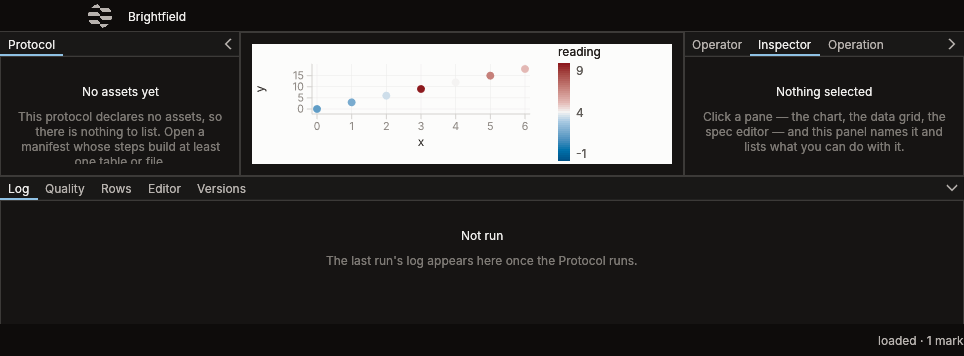 Brightfield
Protocol
No assets yet
This protocol declares no assets, so
there is nothing to list. Open a
manifest whose steps build at least
one table or file
reading
9
4
-1
y
15
10
5
0
0 1 2 3 4 5 6
x
Operator Inspector Operation
Nothing selected
Click a pane — the chart, the data grid, the
spec editor — and this panel names it and
lists what you can do with it.
Log Quality Rows Editor Versions
Not run
The last run's log appears here once the Protocol runs.
loaded · 1 mark